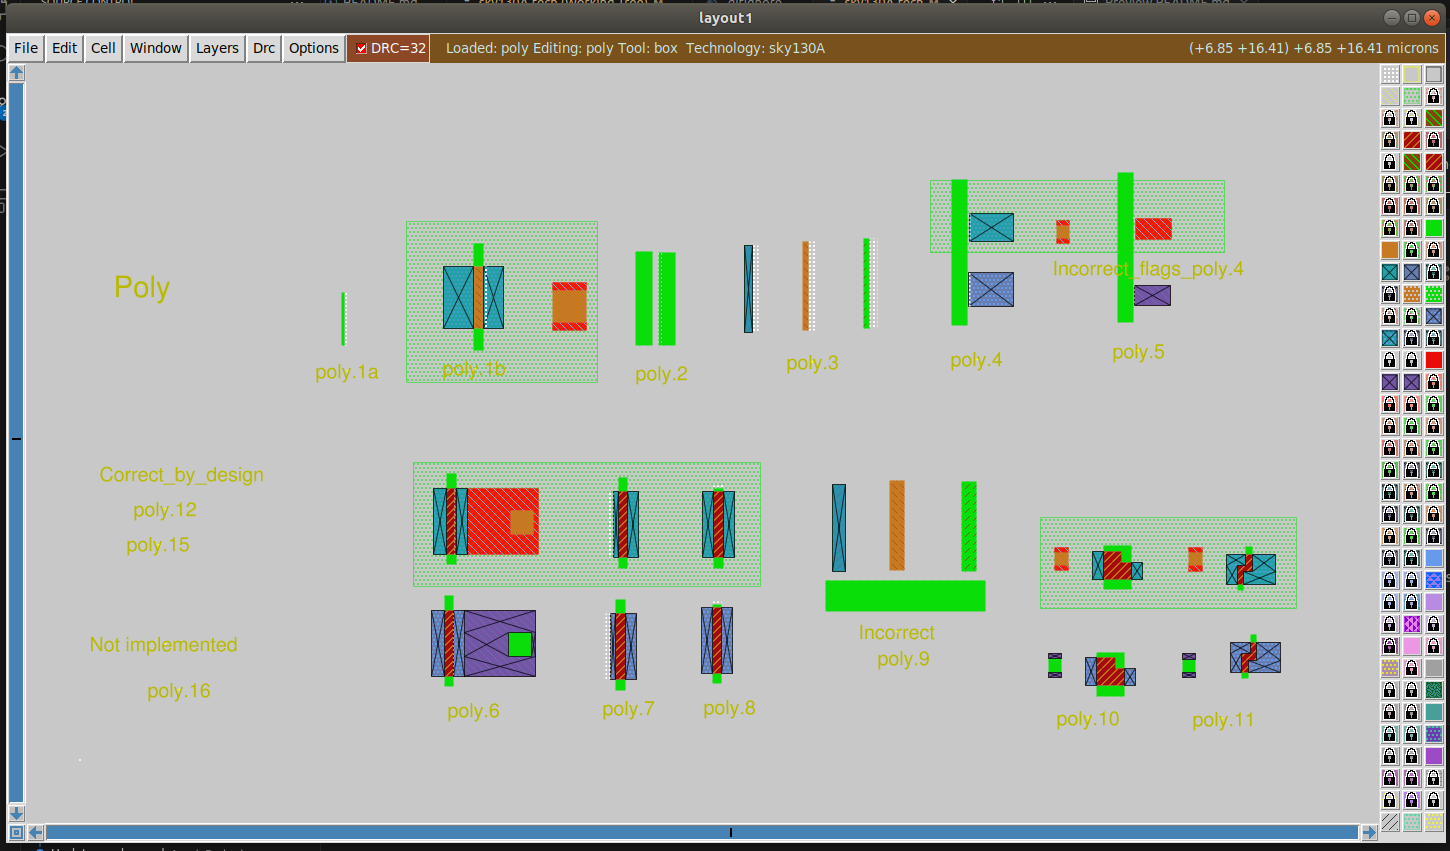 layout1
File Edit Cell Window Layers Drc Options DRC=32 Loaded: poly Editing: poly Tool: box Technology: sky130A (+6.85 +16.41) +6.85 +16.41 microns
Poly
poly.1a
poly.1b
poly.2
poly.3
poly.4
Incorrect_flags_poly.4
poly.5
Correct_by_design
poly.12
poly.15
Not implemented
poly.16
poly.6
poly.7
poly.8
Incorrect
poly.9
poly.10
poly.11